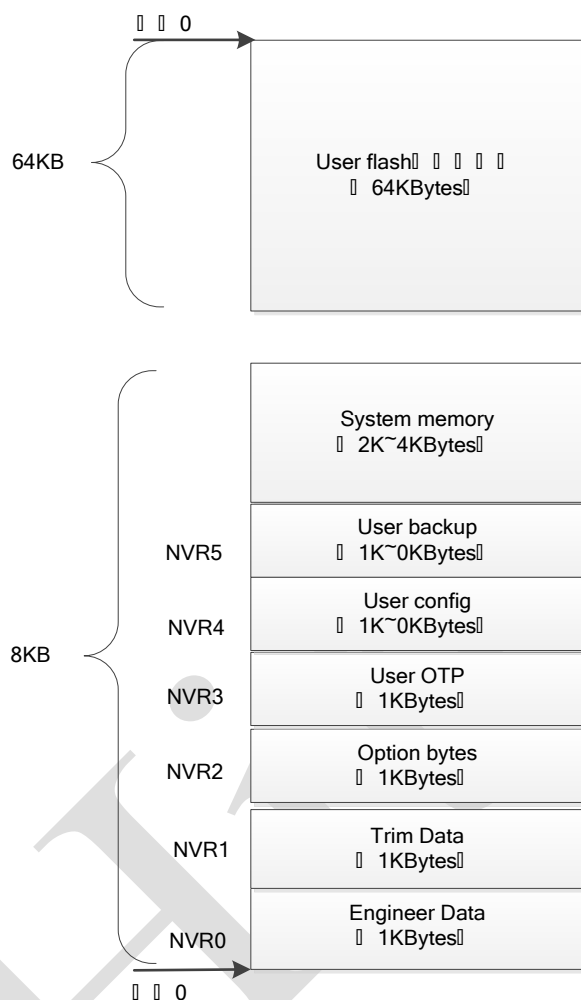 0
64KB
User flash
64KBytes
System memory
2K~4KBytes
User backup
1K~0KBytes
NVR5
User config
1K~0KBytes
NVR4
8KB
User OTP
1KBytes
NVR3
Option bytes
1KBytes
NVR2
Trim Data
1KBytes
NVR1
Engineer Data
1KBytes
NVR0
0